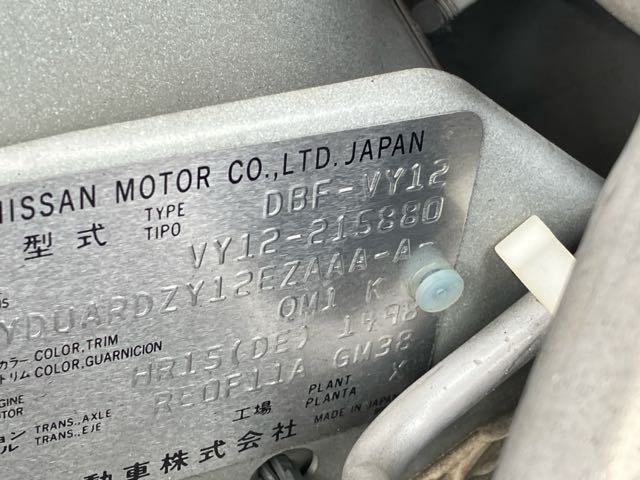 NISSAN MOTOR CO.,LTD. JAPAN
型式 TYPE TIPO DBF-VY12
VY12-215880
YDUARDZY12EZAAA-A-
カラー COLOR,TRIM QM1 K
トリム COLOR,GUARNICION
HR15(DE) 1498
TRANS.,AXLE RE0F11A GM38
TRANS.,EJE
工場 PLANT PLANTA X
動車株式会社 MADE IN JAPAN